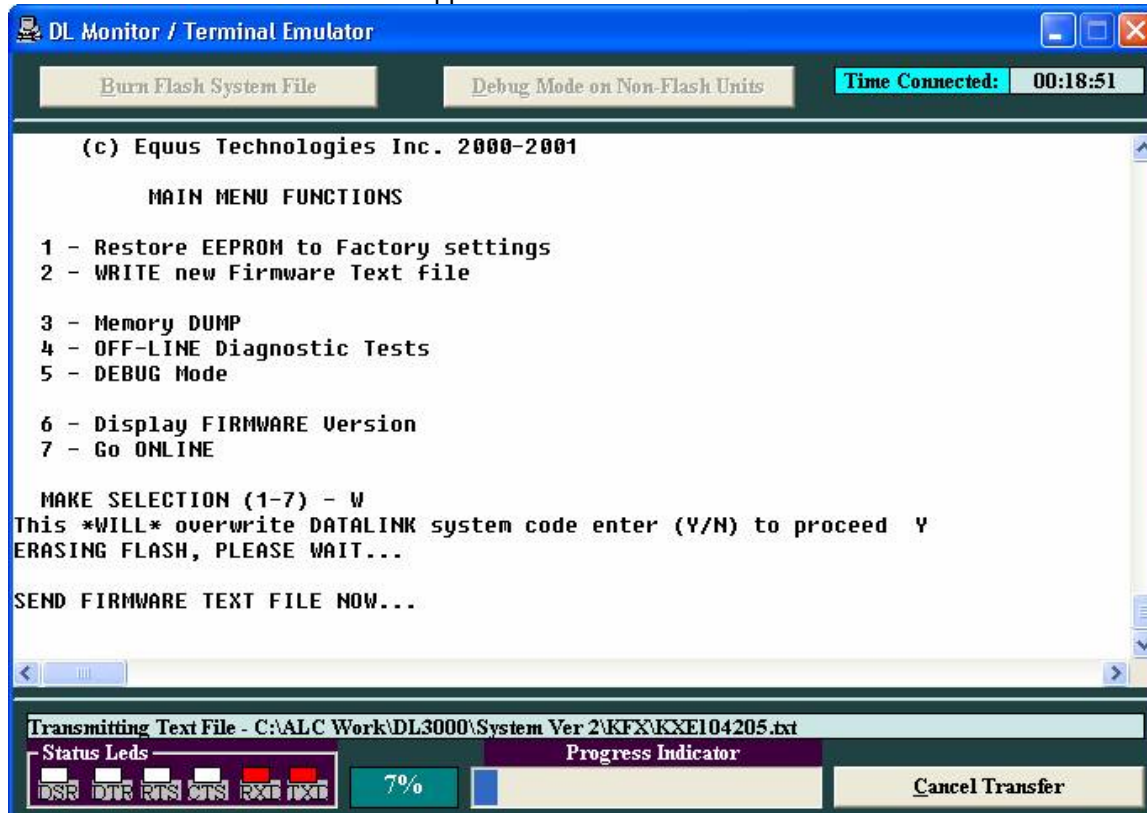 DL Monitor / Terminal Emulator
Burn Flash System File
Debug Mode on Non-Flash Units
Time Connected: 00:18:51
(c) Equus Technologies Inc. 2000-2001
MAIN MENU FUNCTIONS
1 - Restore EEPROM to Factory settings
2 - WRITE new Firmware Text file
3 - Memory DUMP
4 - OFF-LINE Diagnostic Tests
5 - DEBUG Mode
6 - Display FIRMWARE Version
7 - Go ONLINE
MAKE SELECTION (1-7) - W
This *WILL* overwrite DATALINK system code enter (Y/N) to proceed Y
ERASING FLASH, PLEASE WAIT...
SEND FIRMWARE TEXT FILE NOW...
Transmitting Text File - C:\ALC Work\DL3000\System Ver 2\KFX\KXE104205.txt
Status Leds
Progress Indicator
DSR DTR RTS CTS RXD TXD
7%
Cancel Transfer